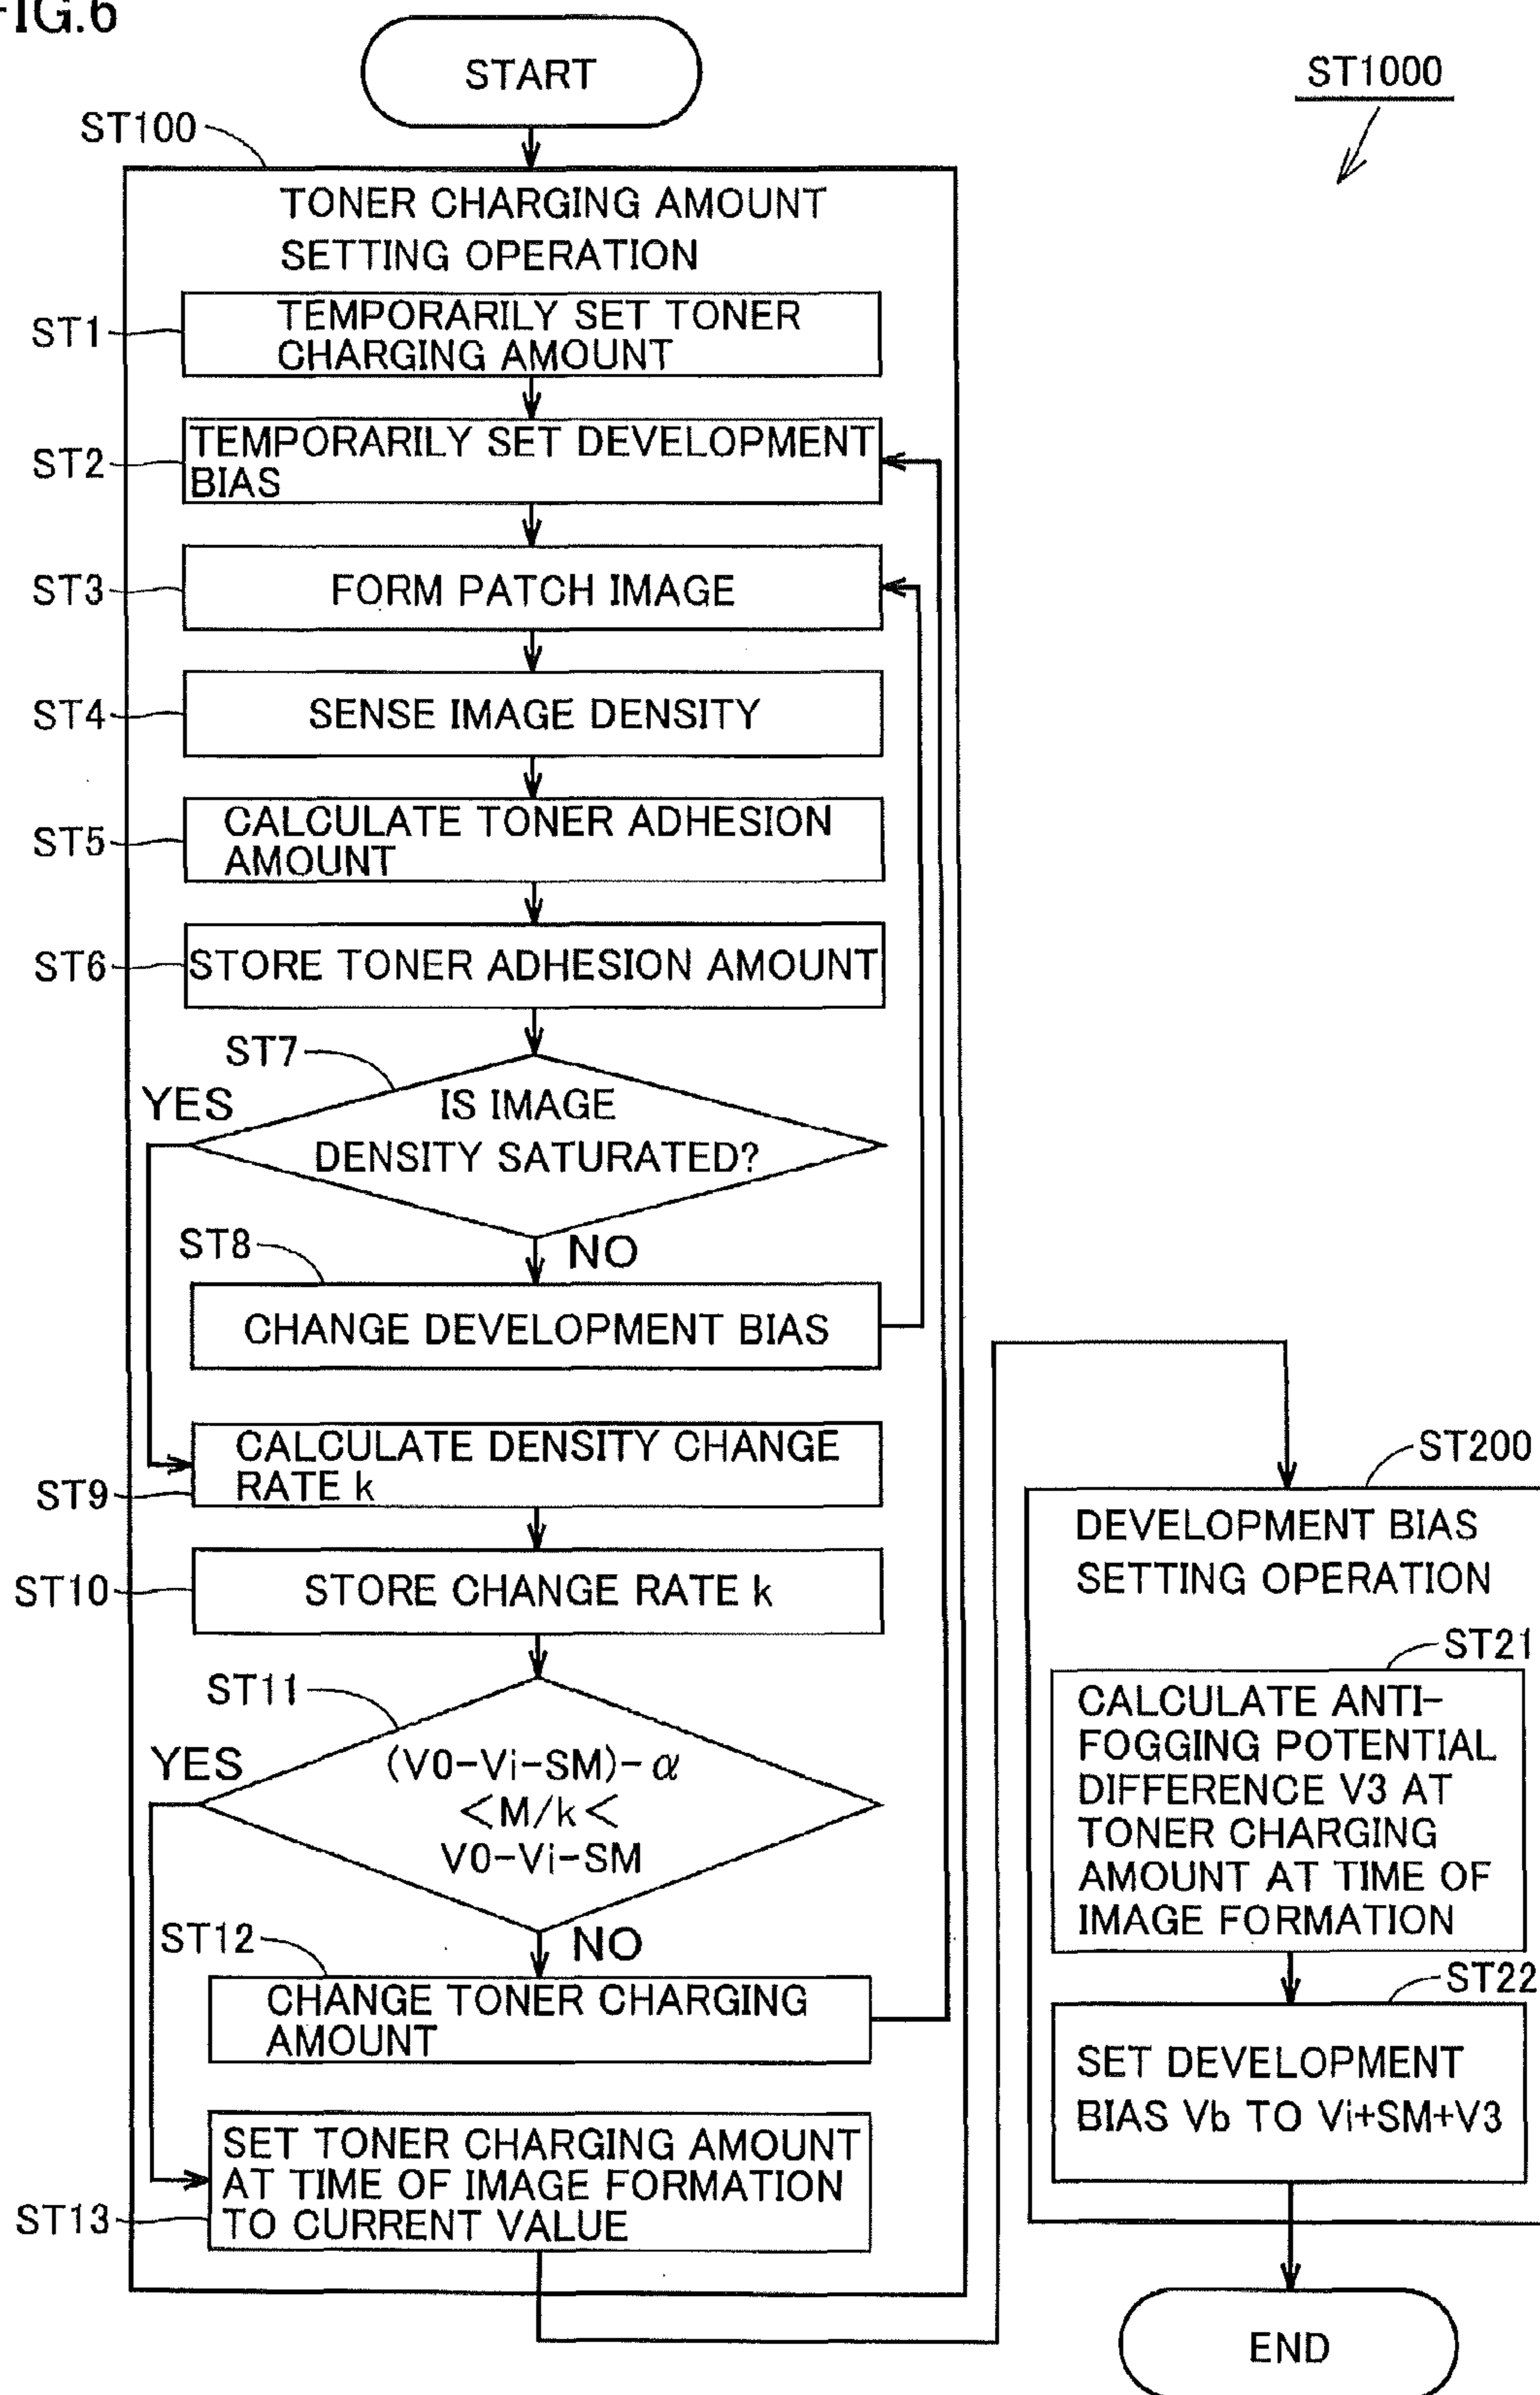 FIG.6
START
ST1000
ST100
TONER CHARGING AMOUNT
SETTING OPERATION
ST1
TEMPORARILY SET TONER
CHARGING AMOUNT
ST2
TEMPORARILY SET DEVELOPMENT
BIAS
ST3
FORM PATCH IMAGE
ST4
SENSE IMAGE DENSITY
ST5
CALCULATE TONER ADHESION
AMOUNT
ST6
STORE TONER ADHESION AMOUNT
ST7
YES
IS IMAGE
DENSITY SATURATED?
ST8
NO
CHANGE DEVELOPMENT BIAS
CALCULATE DENSITY CHANGE
RATE k
ST9
ST10
STORE CHANGE RATE k
ST11
YES
(V0-Vi-SM)-α
<M/k<
V0-Vi-SM
ST12
NO
CHANGE TONER CHARGING
AMOUNT
SET TONER CHARGING AMOUNT
AT TIME OF IMAGE FORMATION
TO CURRENT VALUE
ST13
ST200
DEVELOPMENT BIAS
SETTING OPERATION
ST21
CALCULATE ANTI-
FOGGING POTENTIAL
DIFFERENCE V3 AT
TONER CHARGING
AMOUNT AT TIME OF
IMAGE FORMATION
ST22
SET DEVELOPMENT
BIAS Vb TO Vi+SM+V3
END